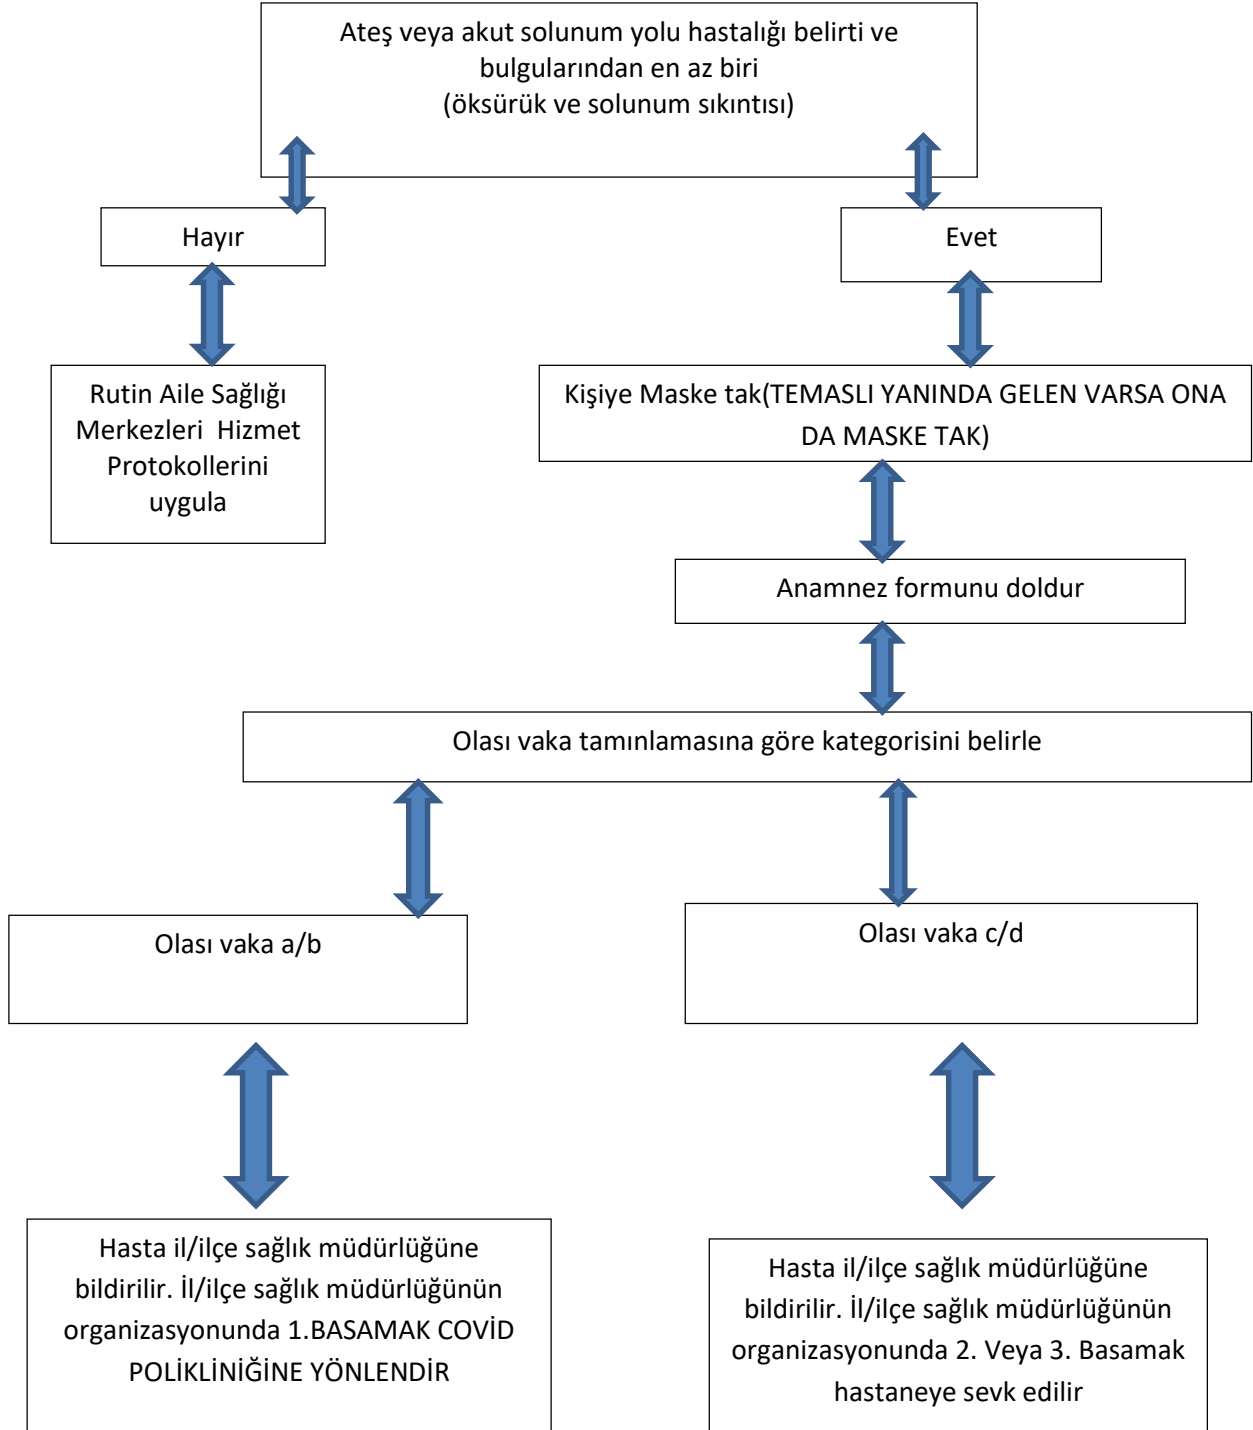 Ateş veya akut solunum yolu hastalığı belirti ve
bulgularından en az biri
(öksürük ve solunum sıkıntısı)
Hayır
Evet
Rutin Aile Sağlığı
Merkezleri Hizmet
Protokollerini
uygula
Kişiye Maske tak(TEMASLI YANINDA GELEN VARSA ONA
DA MASKE TAK)
Anamnez formunu doldur
Olası vaka tamınlamasına göre kategorisini belirle
Olası vaka a/b
Olası vaka c/d
Hasta il/ilçe sağlık müdürlüğüne
bildirilir. İl/ilçe sağlık müdürlüğünün
organizasyonunda 1.BASAMAK COVİD
POLİKLİNİĞİNE YÖNLENDİR
Hasta il/ilçe sağlık müdürlüğüne
bildirilir. İl/ilçe sağlık müdürlüğünün
organizasyonunda 2. Veya 3. Basamak
hastaneye sevk edilir